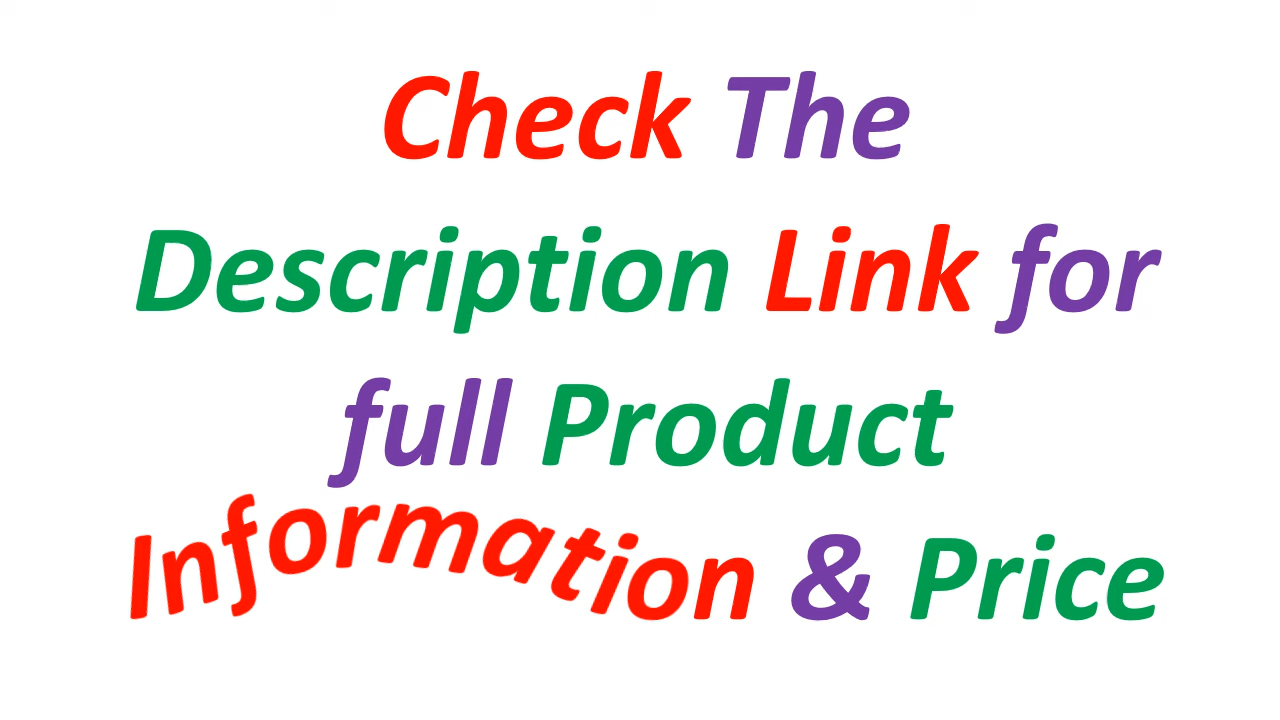 Check The
Description Link for
full Product
Information & Price